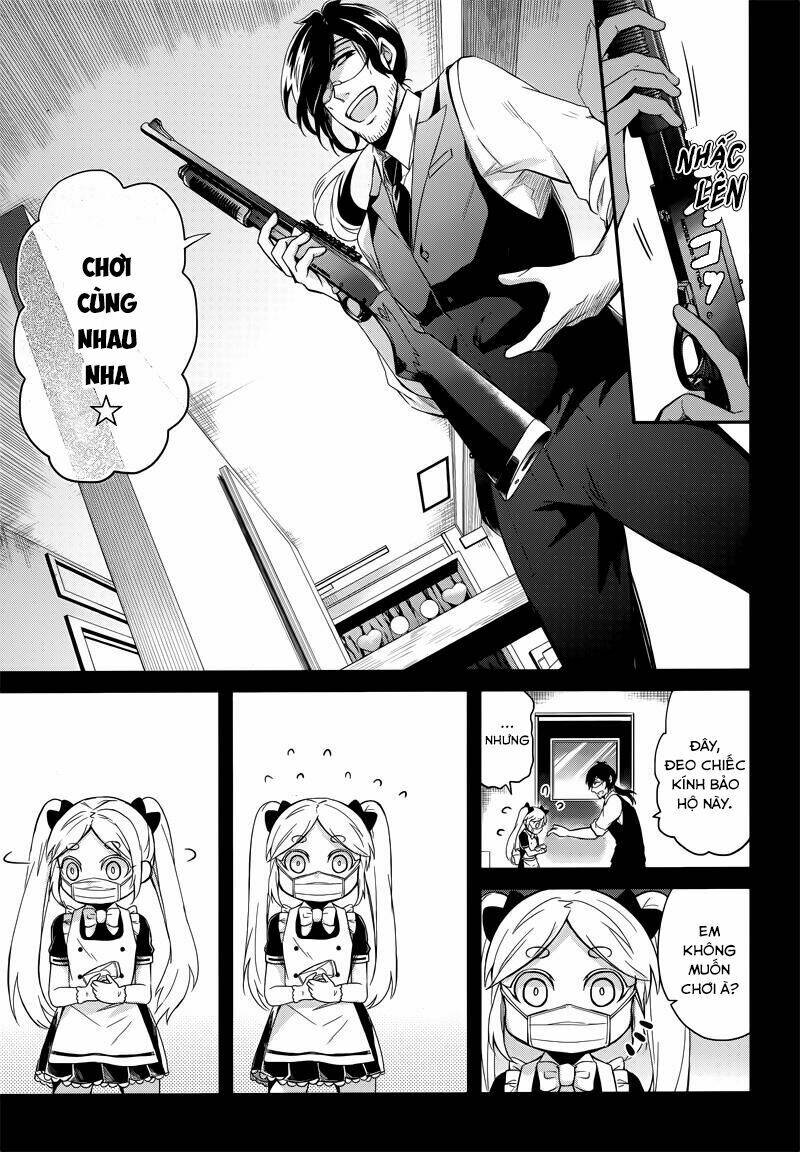 NHẤC
LÊN
コッ
CHƠI
CÙNG
NHAU
NHA
☆
ĐÂY,
ĐEO CHIẾC
KÍNH BẢO
HỘ NÀY.
...
NHƯNG
EM
KHÔNG
MUỐN
CHƠI À?